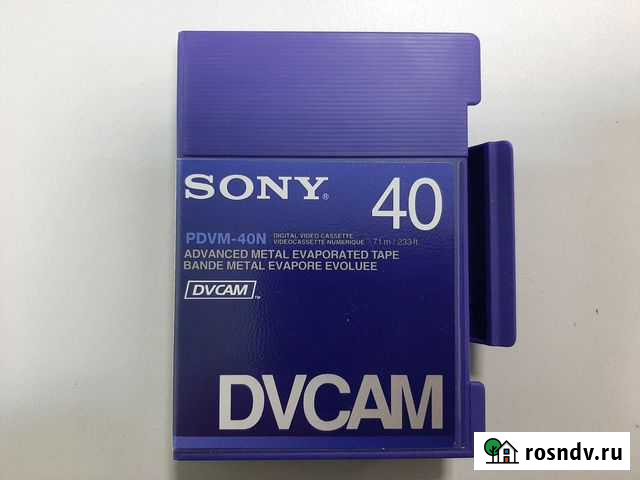 SONY® 40
PDVM-40N DIGITAL VIDEO CASSETTE
VIDEOCASSETTE NUMERIQUE 71 m / 233 ft
ADVANCED METAL EVAPORATED TAPE
BANDE METAL EVAPORE EVOLUEE
DVCAM™
DVCAM
rosndv.ru